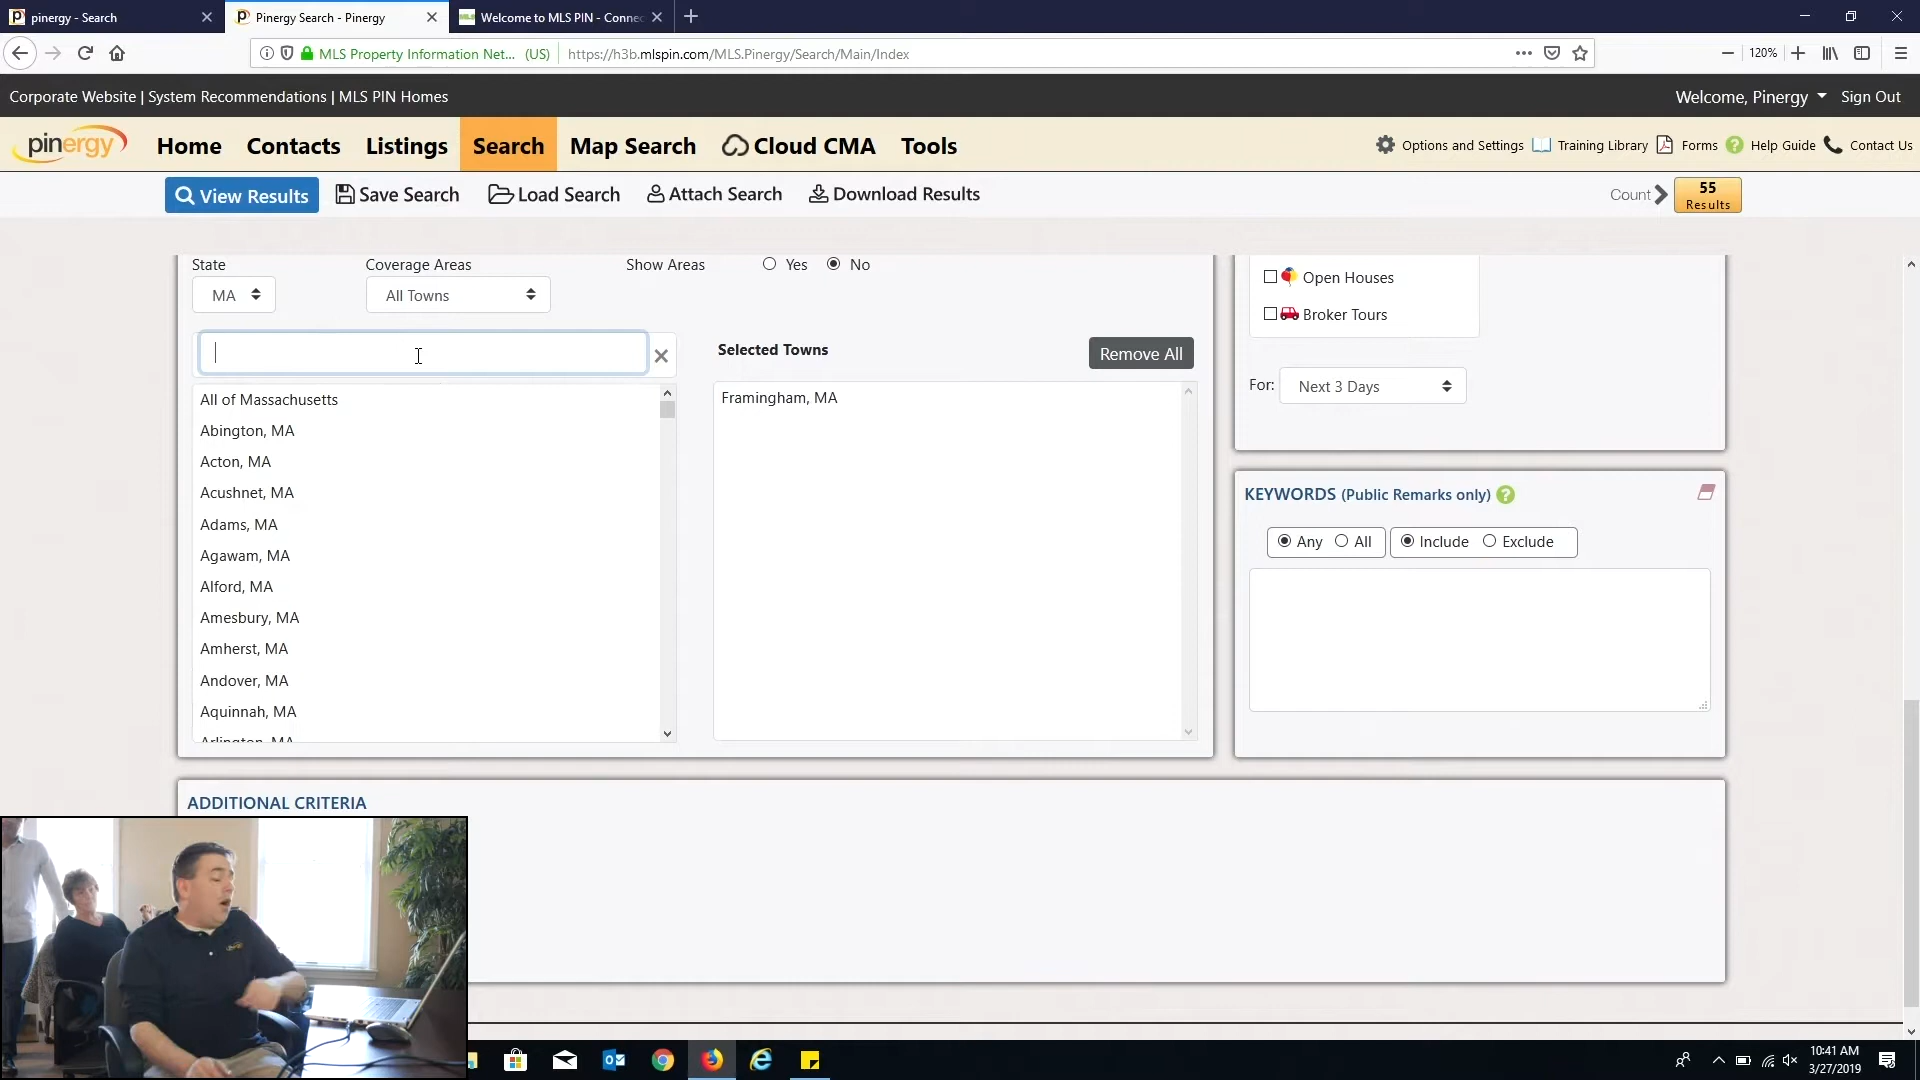 pinergy - Search
Pinergy Search - Pinergy
Welcome to MLS PIN - Connec
MLS Property Information Net... (US)
https://h3b.mlspin.com/MLS.Pinergy/Search/Main/Index
120%
Corporate Website | System Recommendations | MLS PIN Homes
Welcome, Pinergy
Sign Out
pinergy
Home
Contacts
Listings
Search
Map Search
Cloud CMA
Tools
Options and Settings
Training Library
Forms
Help Guide
Contact Us
View Results
Save Search
Load Search
Attach Search
Download Results
Count
55
Results
State
Coverage Areas
Show Areas
Yes
No
MA
All Towns
Selected Towns
Remove All
All of Massachusetts
Abington, MA
Acton, MA
Acushnet, MA
Adams, MA
Agawam, MA
Alford, MA
Amesbury, MA
Amherst, MA
Andover, MA
Aquinnah, MA
Arlington, MA
Framingham, MA
Open Houses
Broker Tours
For:
Next 3 Days
KEYWORDS (Public Remarks only)
Any
All
Include
Exclude
ADDITIONAL CRITERIA
10:41 AM
3/27/2019